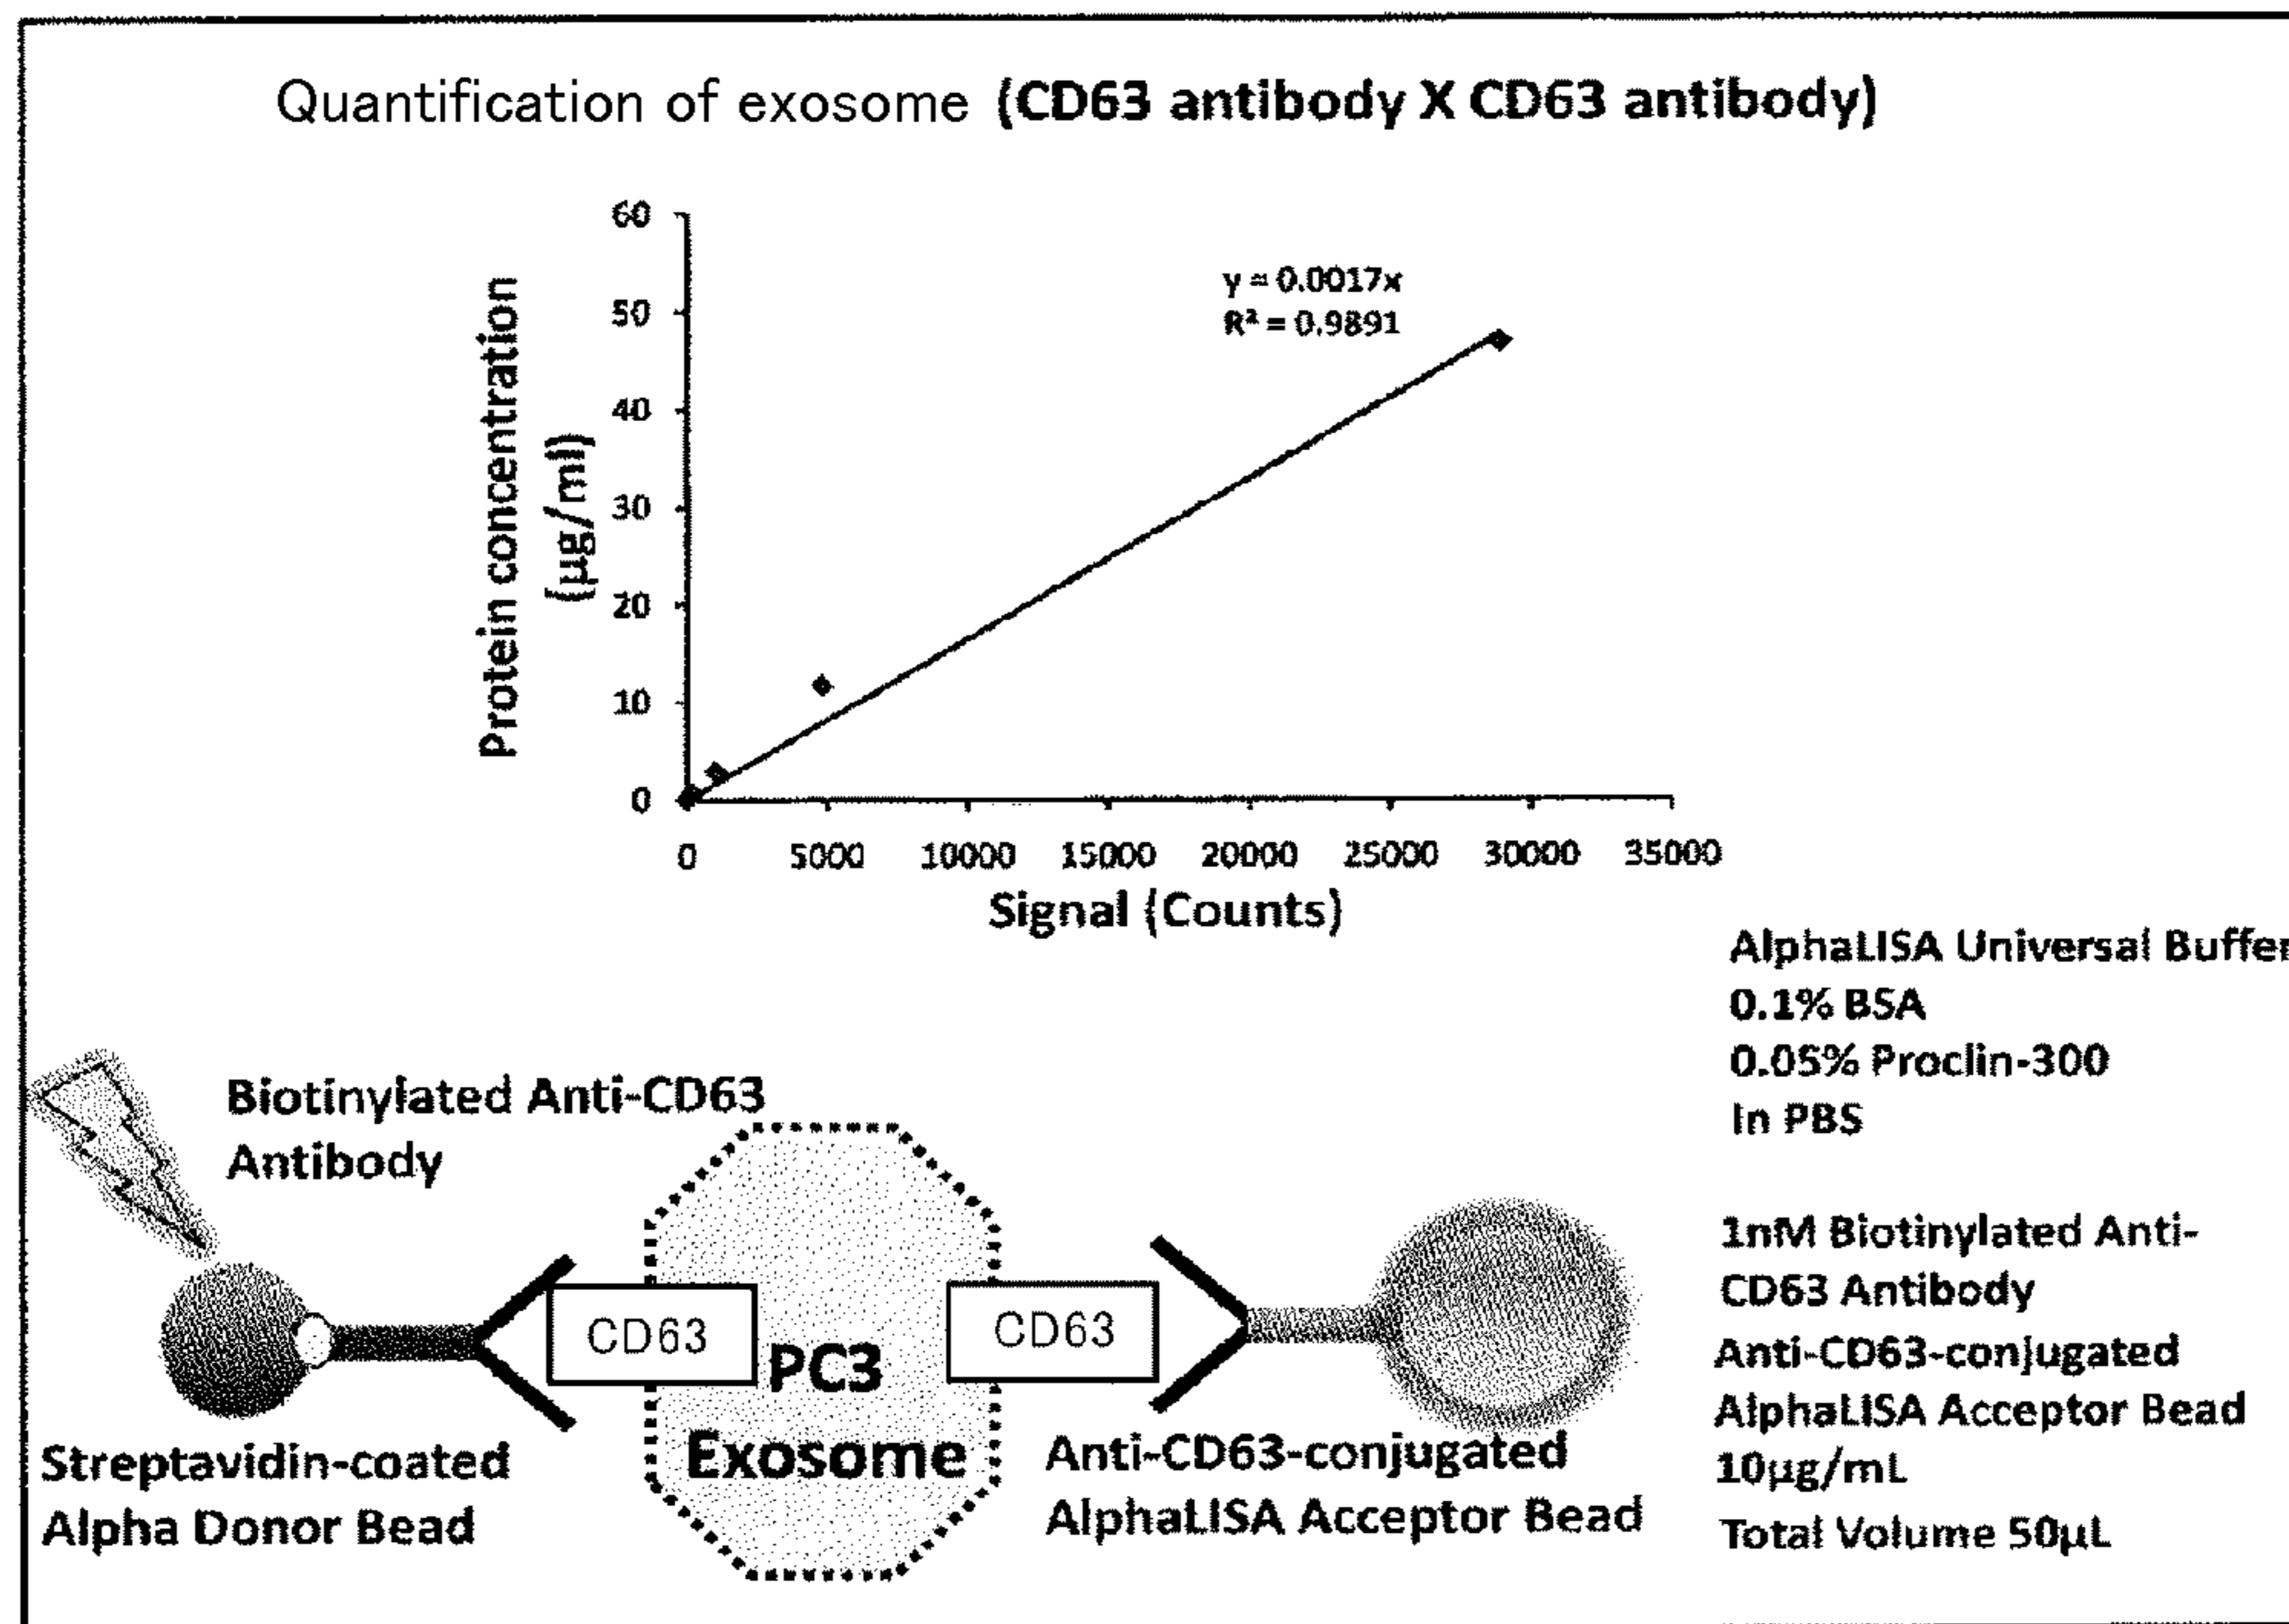 Quantification of exosome (CD63 antibody X CD63 antibody)
60
50
40
30
20
10
0
Protein concentration
(µg/ml)
y = 0.0017x
R² = 0.9891
0 5000 10000 15000 20000 25000 30000 35000
Signal (Counts)
AlphaLISA Universal Buffer
0.1% BSA
0.05% Proclin-300
In PBS
1nM Biotinylated Anti-
CD63 Antibody
Anti-CD63-conjugated
AlphaLISA Acceptor Bead
10µg/mL
Total Volume 50µL
Biotinylated Anti-CD63
Antibody
CD63
PC3
Exosome
CD63
Streptavidin-coated
Alpha Donor Bead
Anti-CD63-conjugated
AlphaLISA Acceptor Bead